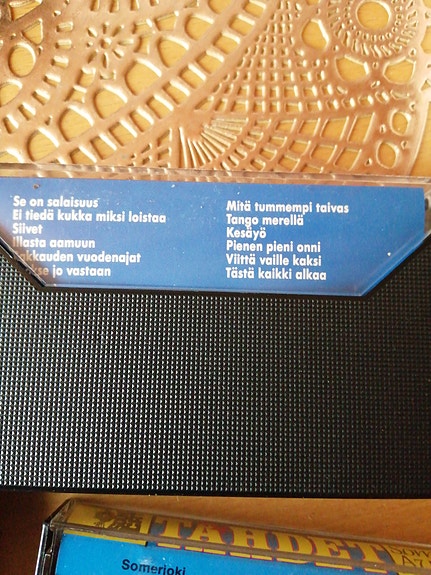 Se on salaisuus
Ei tiedä kukka miksi loistaa
Siivet
Illasta aamuun
vuodenajat
jo vastaan
Mitä tummempi taivas
Tango merellä
Kesäyö
Pienen pieni onni
Viittä vaille kaksi
Tästä kaikki alkaa
TÄHDET
Somerjoki